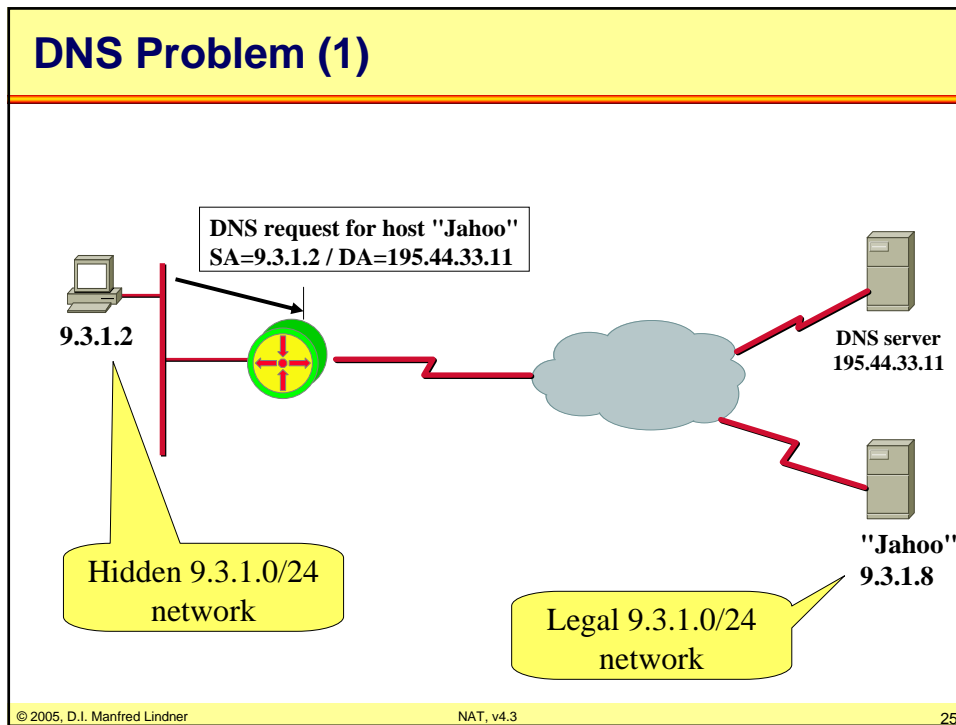 DNS Problem (1)
DNS request for host "Jahoo"
SA=9.3.1.2 / DA=195.44.33.11
9.3.1.2
DNS server
195.44.33.11
"Jahoo"
9.3.1.8
Hidden 9.3.1.0/24
network
Legal 9.3.1.0/24
network
© 2005, D.I. Manfred Lindner
NAT, v4.3
25